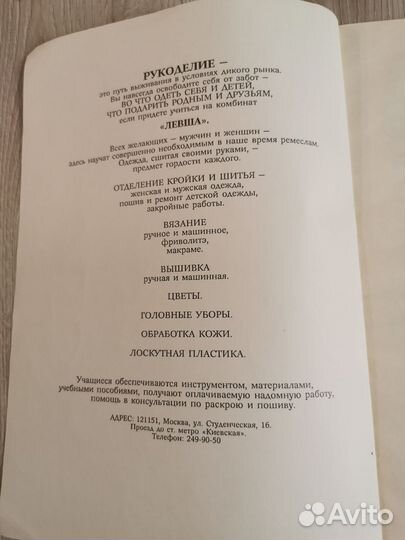 РУКОДЕЛИЕ —
это путь выживания в условиях дикого рынка.
Вы навсегда освободите себя от забот —
ВО ЧТО ОДЕТЬ СЕБЯ И ДЕТЕЙ,
ЧТО ПОДАРИТЬ РОДНЫМ И ДРУЗЬЯМ,
если придете учиться на комбинат
«ЛЕВША».
Всех желающих — мужчин и женщин —
здесь научат совершенно необходимым в наше время ремеслам.
Одежда, сшитая своими руками, —
предмет гордости каждого.
ОТДЕЛЕНИЕ КРОЙКИ И ШИТЬЯ —
женская и мужская одежда,
пошив и ремонт детской одежды,
закройные работы.
ВЯЗАНИЕ
ручное и машинное,
фриволитэ,
макраме.
ВЫШИВКА
ручная и машинная.
ЦВЕТЫ.
ГОЛОВНЫЕ УБОРЫ.
ОБРАБОТКА КОЖИ.
ЛОСКУТНАЯ ПЛАСТИКА.
Учащиеся обеспечиваются инструментом, материалами,
учебными пособиями, получают оплачиваемую надомную работу,
помощь в консультации по раскрою и пошиву.
АДРЕС: 121151, Москва, ул. Студенческая, 16.
Проезд до ст. метро «Киевская».
Телефон: 249-90-50
Avito